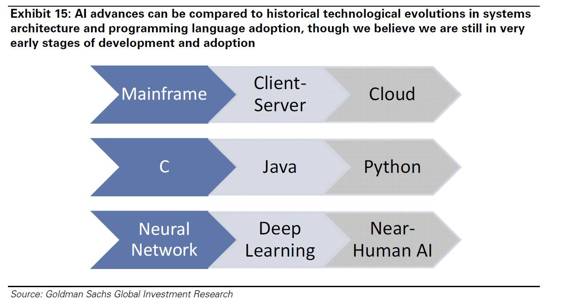 Exhibit 15: AI advances can be compared to historical technological evolutions in systems
architecture and programming language adoption, though we believe we are still in very
early stages of development and adoption
Mainframe
Client-
Server
Cloud
C
Java
Python
Neural
Network
Deep
Learning
Near-
Human AI
Source: Goldman Sachs Global Investment Research